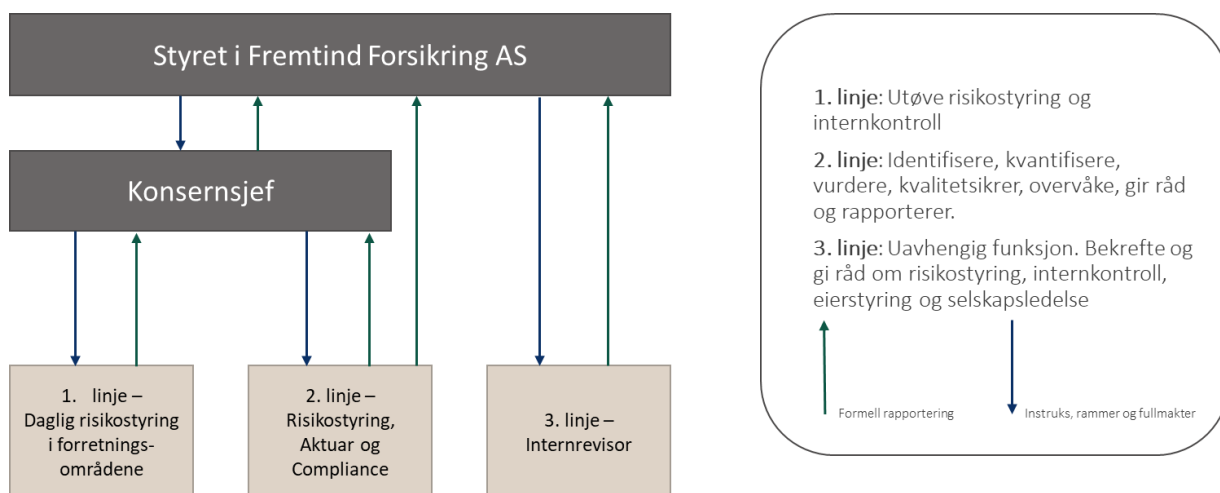 Styret i Fremtind Forsikring AS
Konsernsjef
1. linje –
Daglig risikostyring
i forretnings-
områdene
2. linje –
Risikostyring,
Aktuar og
Compliance
3. linje –
Internrevisor
1. linje: Utøve risikostyring og
internkontroll
2. linje: Identifisere, kvantifisere,
vurdere, kvalitetsikrer, overvåke, gir råd
og rapporterer.
3. linje: Uavhengig funksjon. Bekrefte og
gi råd om risikostyring, internkontroll,
eierstyring og selskapsledelse
Formell rapportering
Instruks, rammer og fullmakter